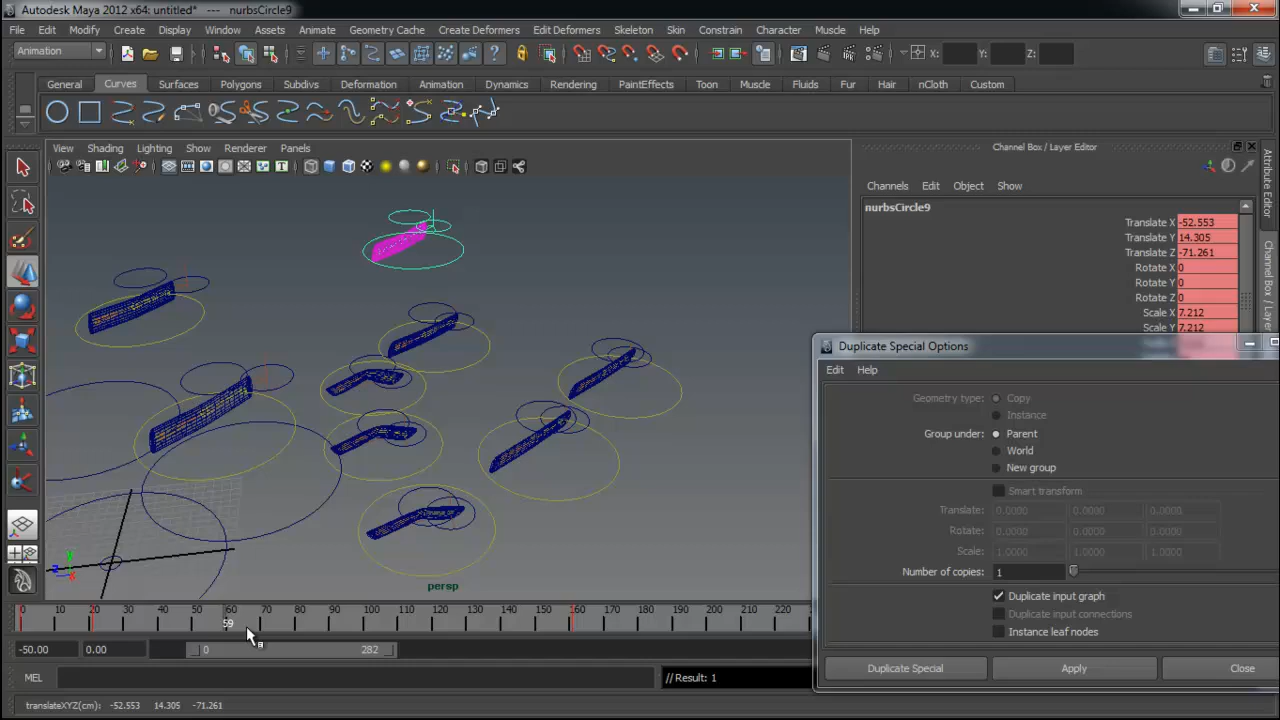 Autodesk Maya 2012 x64: untitled* --- nurbsCircle9
File Edit Modify Create Display Window Assets Animate Geometry Cache Create Deformers Edit Deformers Skeleton Skin Constraint Character Muscle Help
Animation X: Y: Z:
General Curves Surfaces Polygons Subdivs Deformation Animation Dynamics Rendering PaintEffects Toon Muscle Fluids Fur Hair nCloth Custom
View Shading Lighting Show Renderer Panels
Channel Box / Layer Editor
Channels Edit Object Show
nurbsCircle9
Translate X -52.553
Translate Y 14.305
Translate Z -71.261
Rotate X 0
Rotate Y 0
Rotate Z 0
Scale X 7.212
Scale Y 7.212
Attribute Editor
Channel Box / Layer
Duplicate Special Options
Edit Help
Geometry type: Copy
Instance
Group under: Parent
World
New group
Smart transform
Translate: 0.0000 0.0000 0.0000
Rotate: 0.0000 0.0000 0.0000
Scale: 1.0000 1.0000 1.0000
Number of copies: 1
Duplicate input graph
Duplicate input connections
Instance leaf nodes
Duplicate Special Apply Close
persp
0 10 20 30 40 50 60 70 80 90 100 110 120 130 140 150 160 170 180 190 200 210 220
59
-50.00 0.00 0 282
MEL // Result: 1
translateXYZ(cm): -52.553 14.305 -71.261